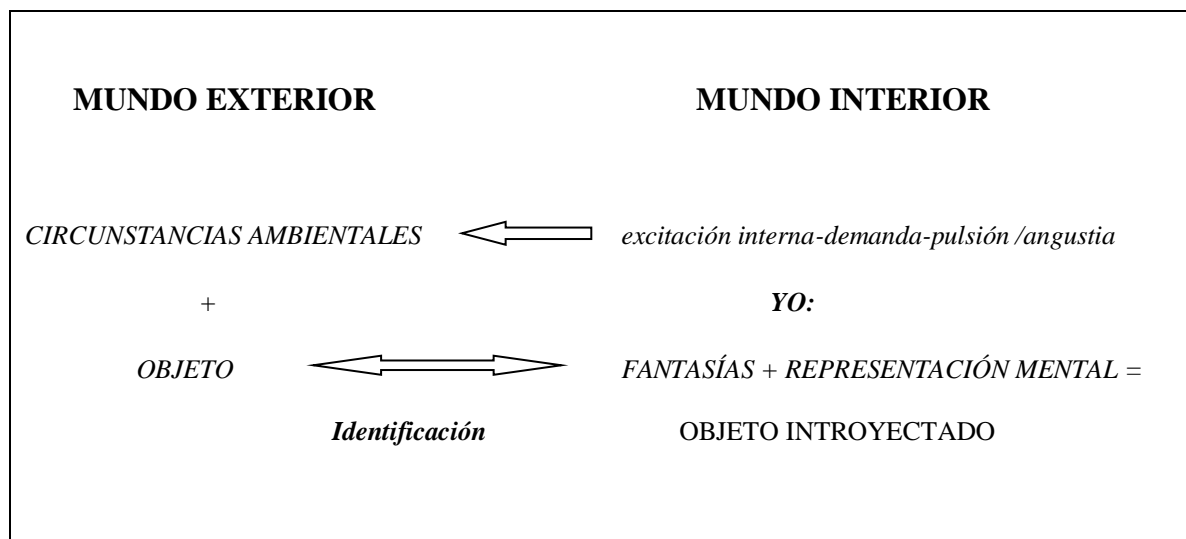 MUNDO EXTERIOR MUNDO INTERIOR
CIRCUNSTANCIAS AMBIENTALES excitación interna-demanda-pulsión /angustia
+ YO:
OBJETO FANTASÍAS + REPRESENTACIÓN MENTAL =
Identificación OBJETO INTROYECTADO